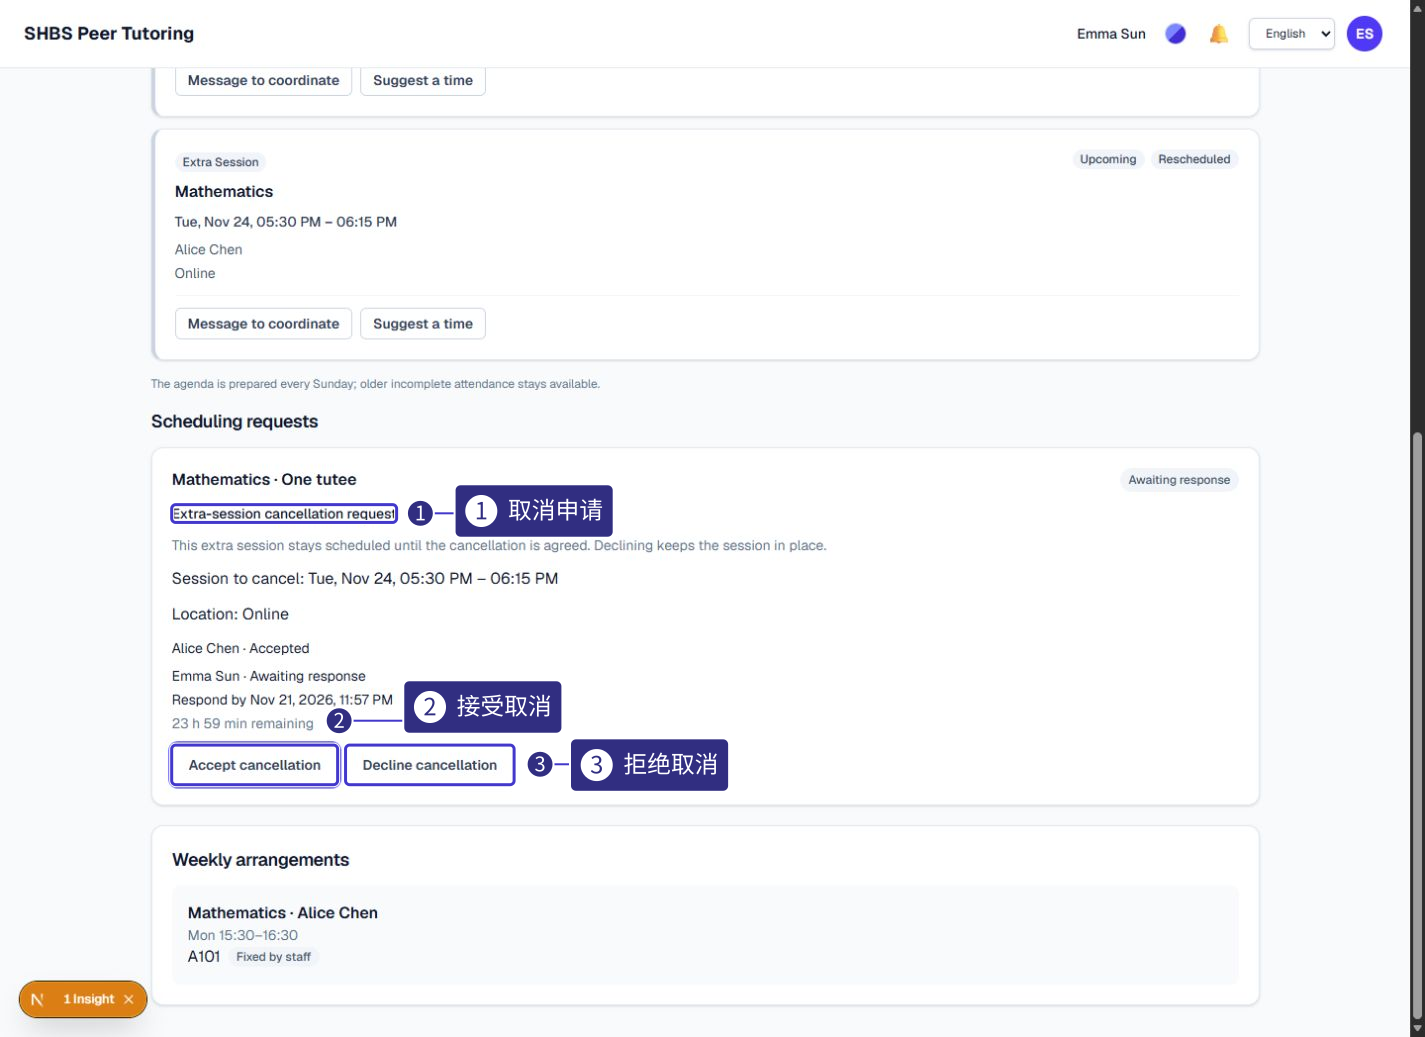 SHBS Peer Tutoring
Emma Sun
English
ES
Message to coordinate
Suggest a time
Extra Session
Upcoming
Rescheduled
Mathematics
Tue, Nov 24, 05:30 PM – 06:15 PM
Alice Chen
Online
Message to coordinate
Suggest a time
The agenda is prepared every Sunday; older incomplete attendance stays available.
Scheduling requests
Mathematics · One tutee
Awaiting response
Extra-session cancellation request
1
1 取消申请
This extra session stays scheduled until the cancellation is agreed. Declining keeps the session in place.
Session to cancel: Tue, Nov 24, 05:30 PM – 06:15 PM
Location: Online
Alice Chen · Accepted
Emma Sun · Awaiting response
Respond by Nov 21, 2026, 11:57 PM
23 h 59 min remaining
2
2 接受取消
Accept cancellation
Decline cancellation
3
3 拒绝取消
Weekly arrangements
Mathematics · Alice Chen
Mon 15:30–16:30
A101
Fixed by staff
N
1 Insight